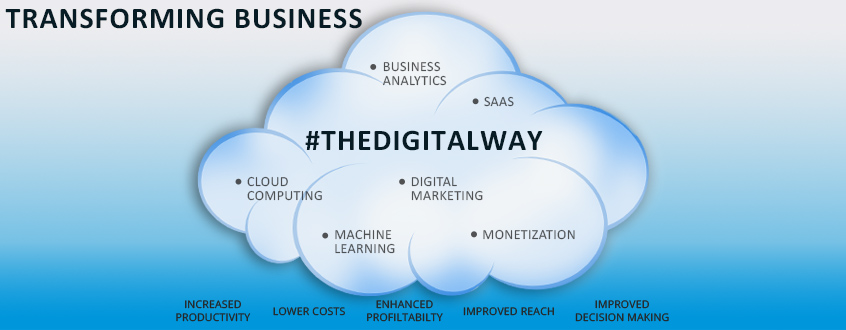 TRANSFORMING BUSINESS
• BUSINESS
ANALYTICS
• SAAS
#THEDIGITALWAY
• CLOUD
COMPUTING
• DIGITAL
MARKETING
• MACHINE
LEARNING
• MONETIZATION
INCREASED
PRODUCTIVITY
LOWER COSTS
ENHANCED
PROFILTABILTY
IMPROVED REACH
IMPROVED
DECISION MAKING